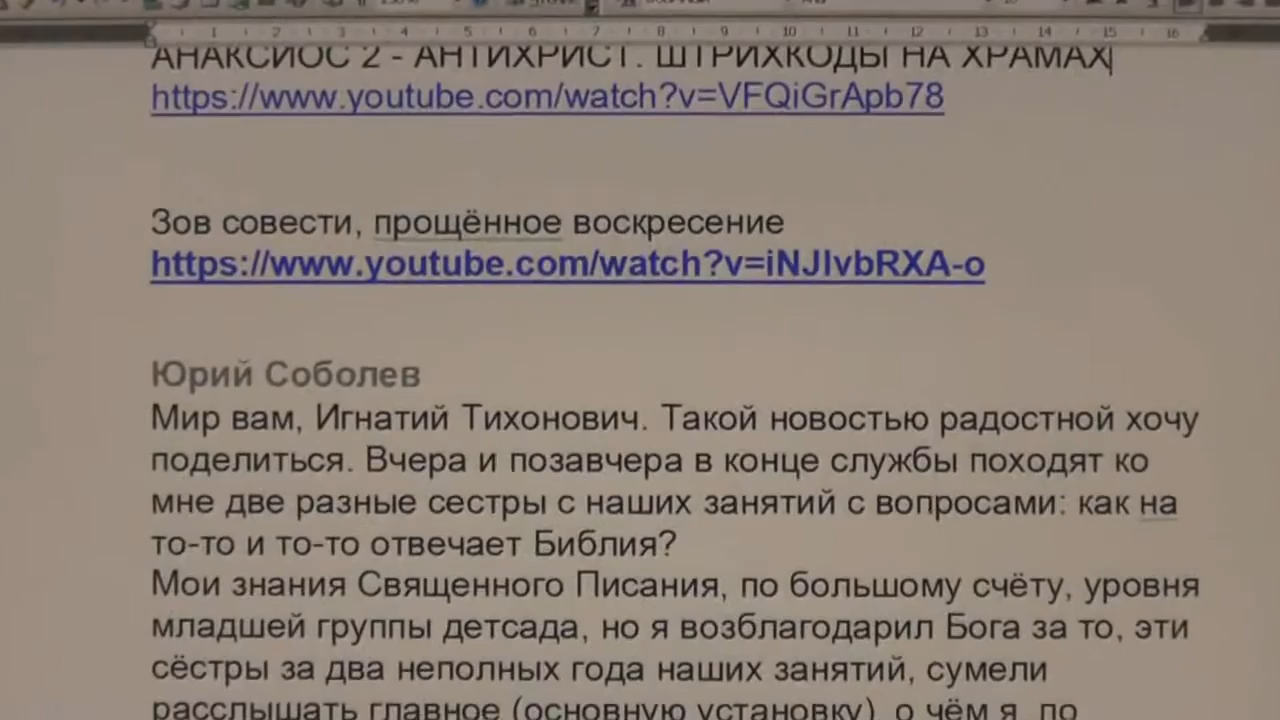 АНАКСИОС 2 - АНТИХРИСТ. ШТРИХКОДЫ НА ХРАМАХ
https://www.youtube.com/watch?v=VFQiGrApb78
Зов совести, прощённое воскресение
https://www.youtube.com/watch?v=iNJIvbRXA-o
Юрий Соболев
Мир вам, Игнатий Тихонович. Такой новостью радостной хочу
поделиться. Вчера и позавчера в конце службы походят ко
мне две разные сестры с наших занятий с вопросами: как на
то-то и то-то отвечает Библия?
Мои знания Священного Писания, по большому счёту, уровня
младшей группы детсада, но я возблагодарил Бога за то, эти
сёстры за два неполных года наших занятий, сумели
расслышать главное (основную установку), о чём я, по